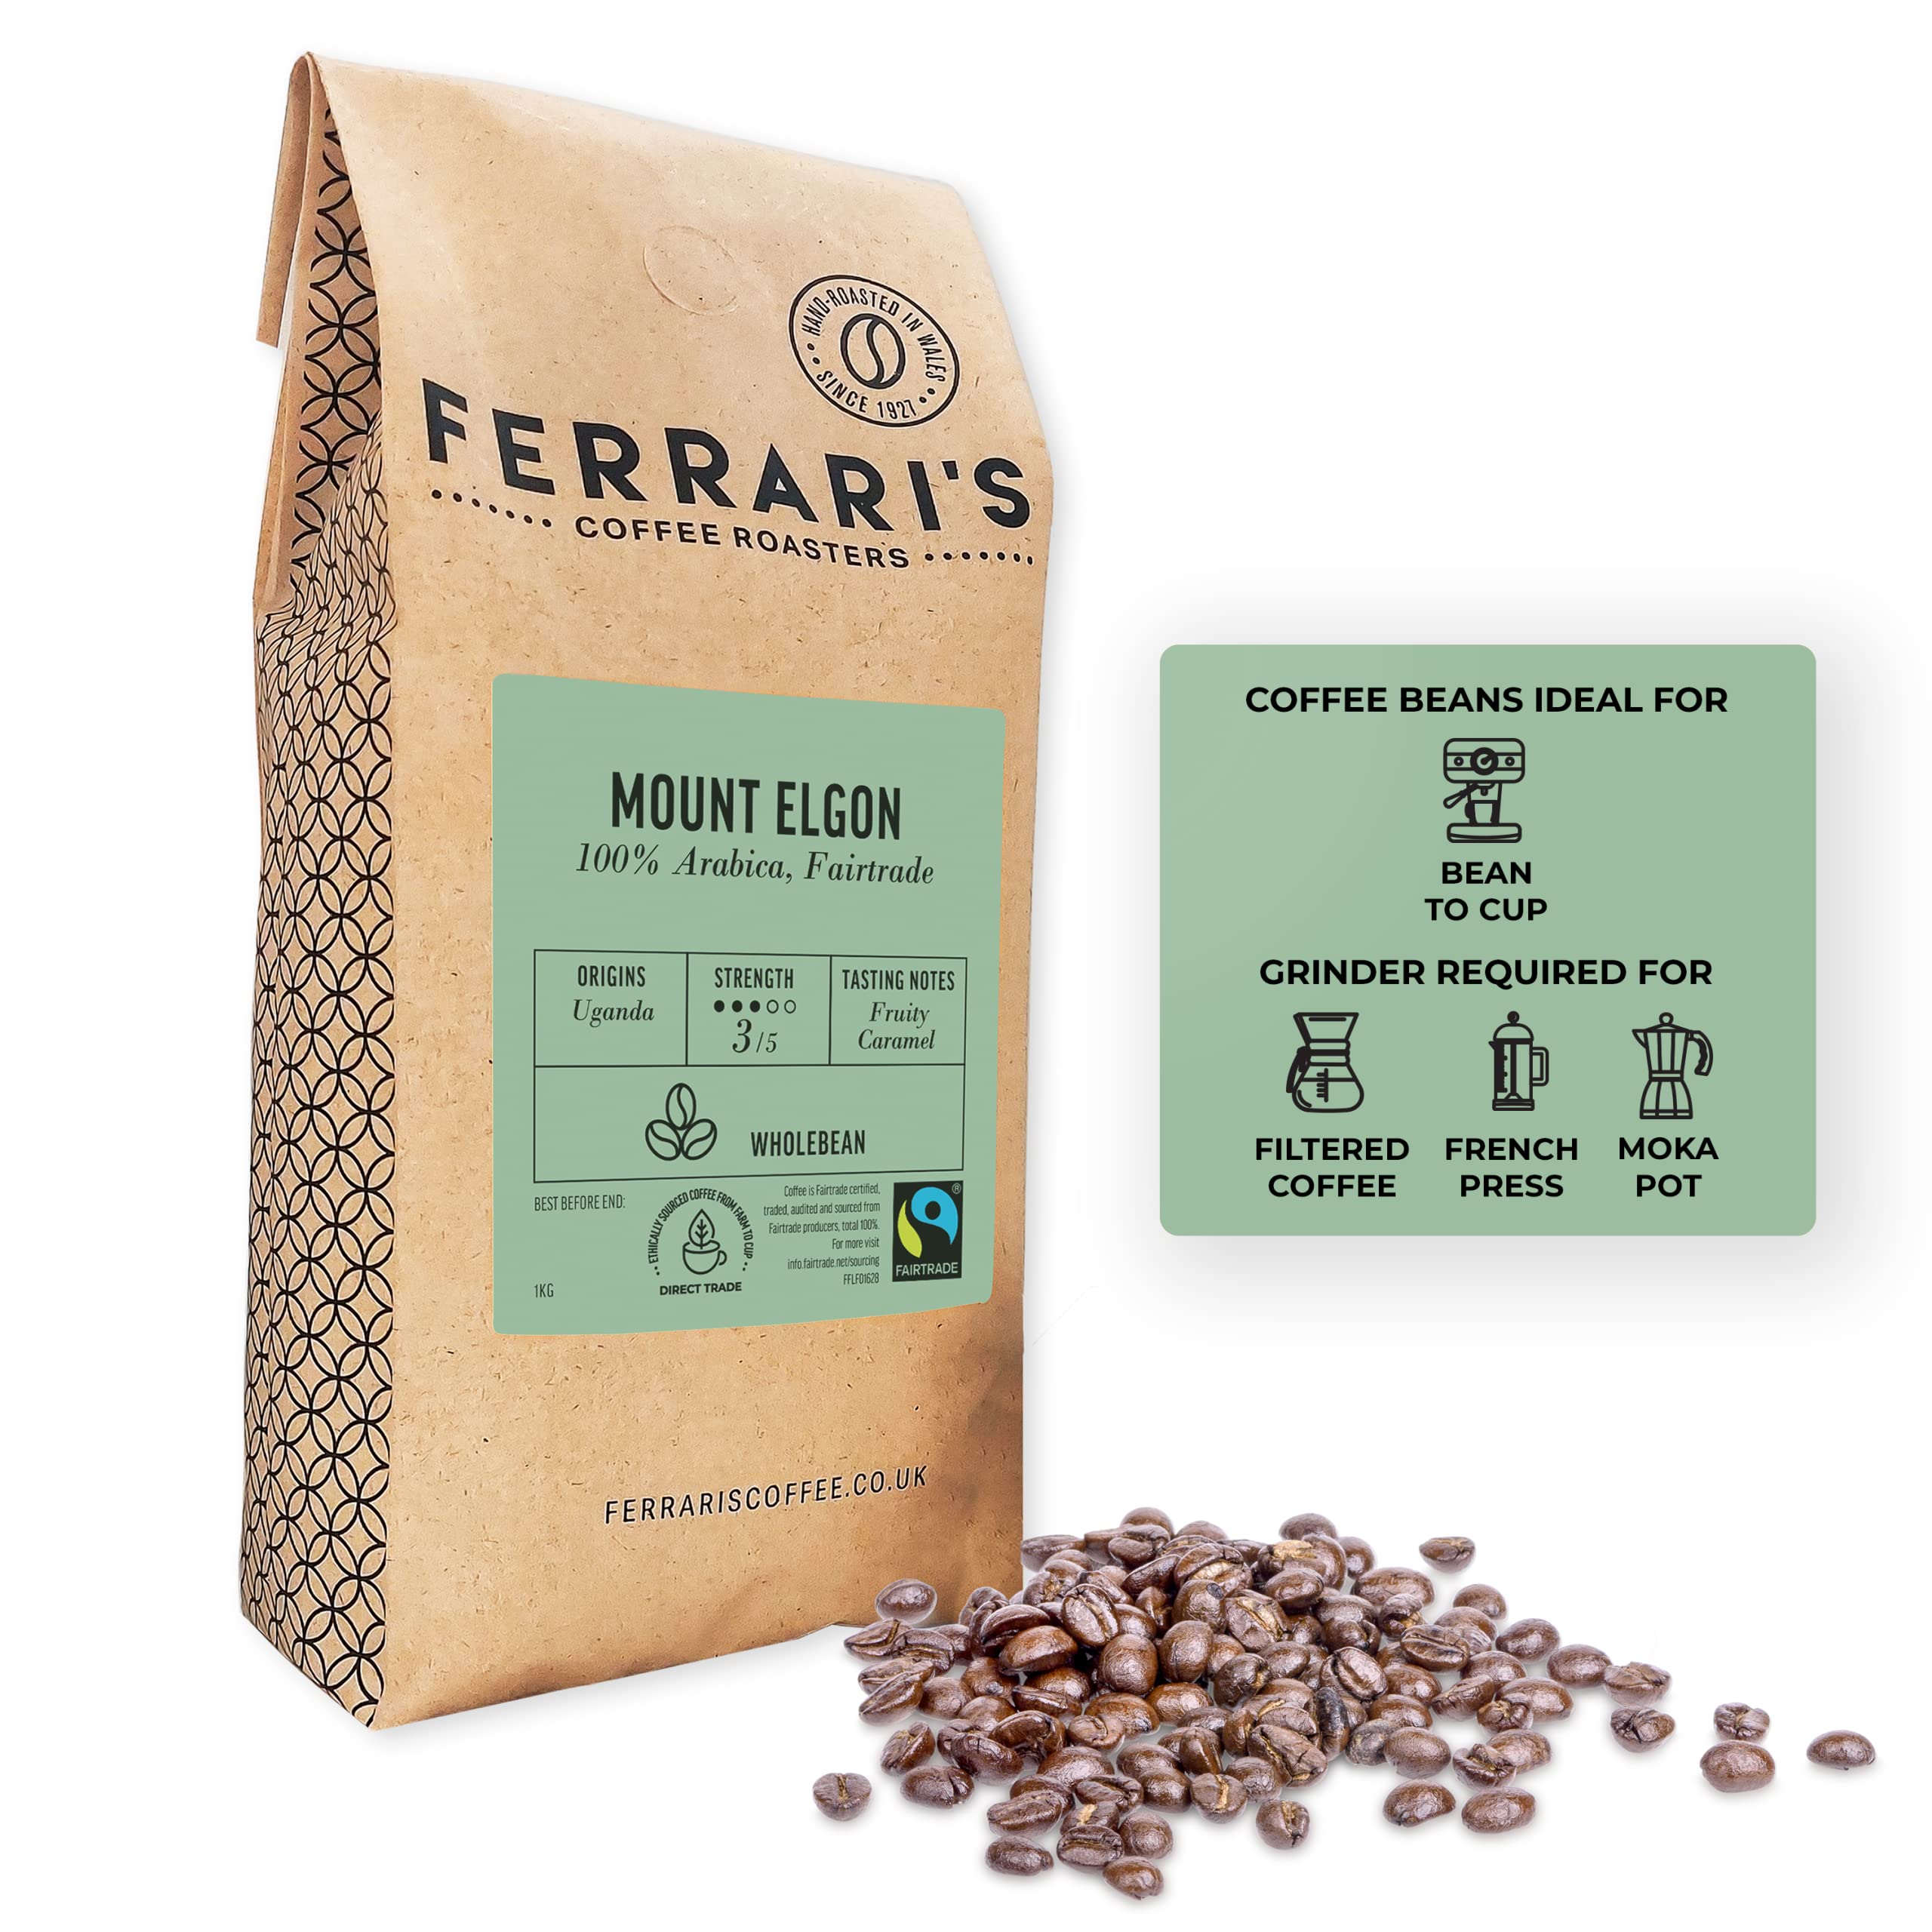 HAND-ROASTED IN WALES
SINCE 1927
FERRARI'S
COFFEE ROASTERS
MOUNT ELGON
100% Arabica, Fairtrade
ORIGINS
Uganda
STRENGTH
3/5
TASTING NOTES
Fruity
Caramel
WHOLEBEAN
BEST BEFORE END:
1KG
ETHICALLY SOURCED COFFEE FROM FARM TO CUP
DIRECT TRADE
Coffee is Fairtrade certified,
traded, audited and sourced from
Fairtrade producers, total 100%.
For more visit
info.fairtrade.net/sourcing
FFLF01628
®
FAIRTRADE
FERRARISCOFFEE.CO.UK
COFFEE BEANS IDEAL FOR
BEAN
TO CUP
GRINDER REQUIRED FOR
FILTERED
COFFEE
FRENCH
PRESS
MOKA
POT